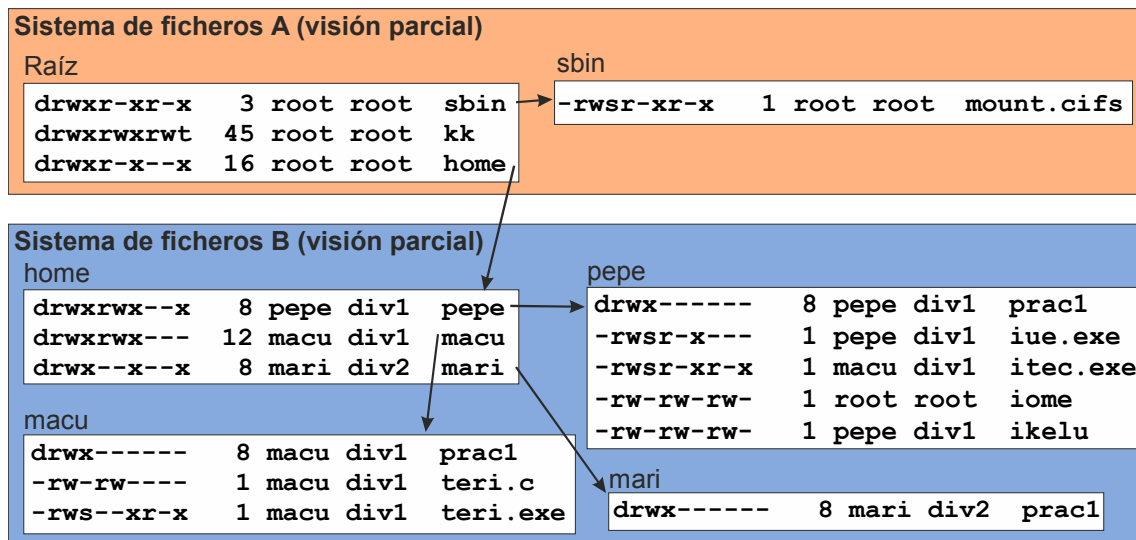 Sistema de ficheros A (visión parcial)
Raíz
drwxr-xr-x 3 root root sbin
drwxrwxrwt 45 root root kk
drwxr-x--x 16 root root home
sbin
-rwsr-xr-x 1 root root mount.cifs
Sistema de ficheros B (visión parcial)
home
drwxrwx--x 8 pepe div1 pepe
drwxrwx--- 12 macu div1 macu
drwx--x--x 8 mari div2 mari
pepe
drwx------ 8 pepe div1 prac1
-rwsr-x--- 1 pepe div1 iue.exe
-rwsr-xr-x 1 macu div1 itec.exe
-rw-rw-rw- 1 root root iome
-rw-rw-rw- 1 pepe div1 ikelu
macu
drwx------ 8 macu div1 prac1
-rw-rw---- 1 macu div1 teri.c
-rws--xr-x 1 macu div1 teri.exe
mari
drwx------ 8 mari div2 prac1